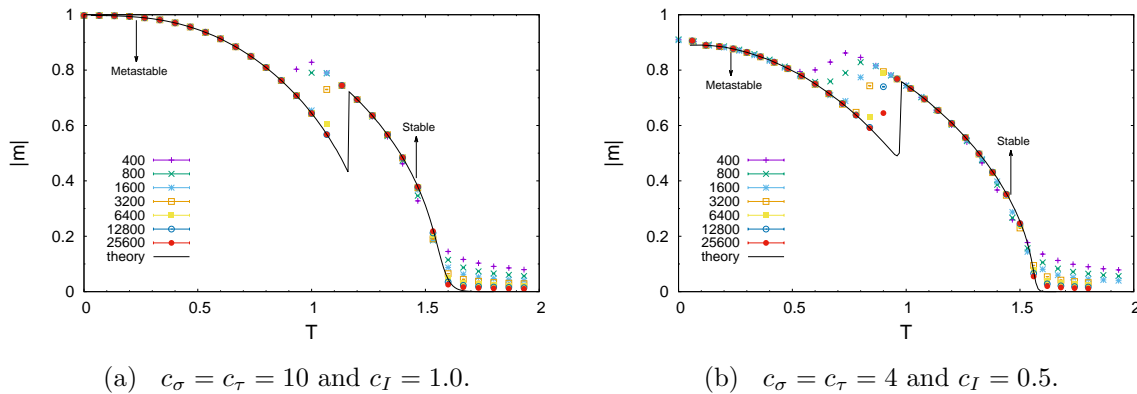 1
0.8
0.6
0.4
0.2
0
|m|
Metastable
Stable
400
800
1600
3200
6400
12800
25600
theory
0 0.5 1 1.5 2
T
(a) c_σ = c_τ = 10 and c_I = 1.0.
1
0.8
0.6
0.4
0.2
0
|m|
Metastable
Stable
400
800
1600
3200
6400
12800
25600
theory
0 0.5 1 1.5 2
T
(b) c_σ = c_τ = 4 and c_I = 0.5.